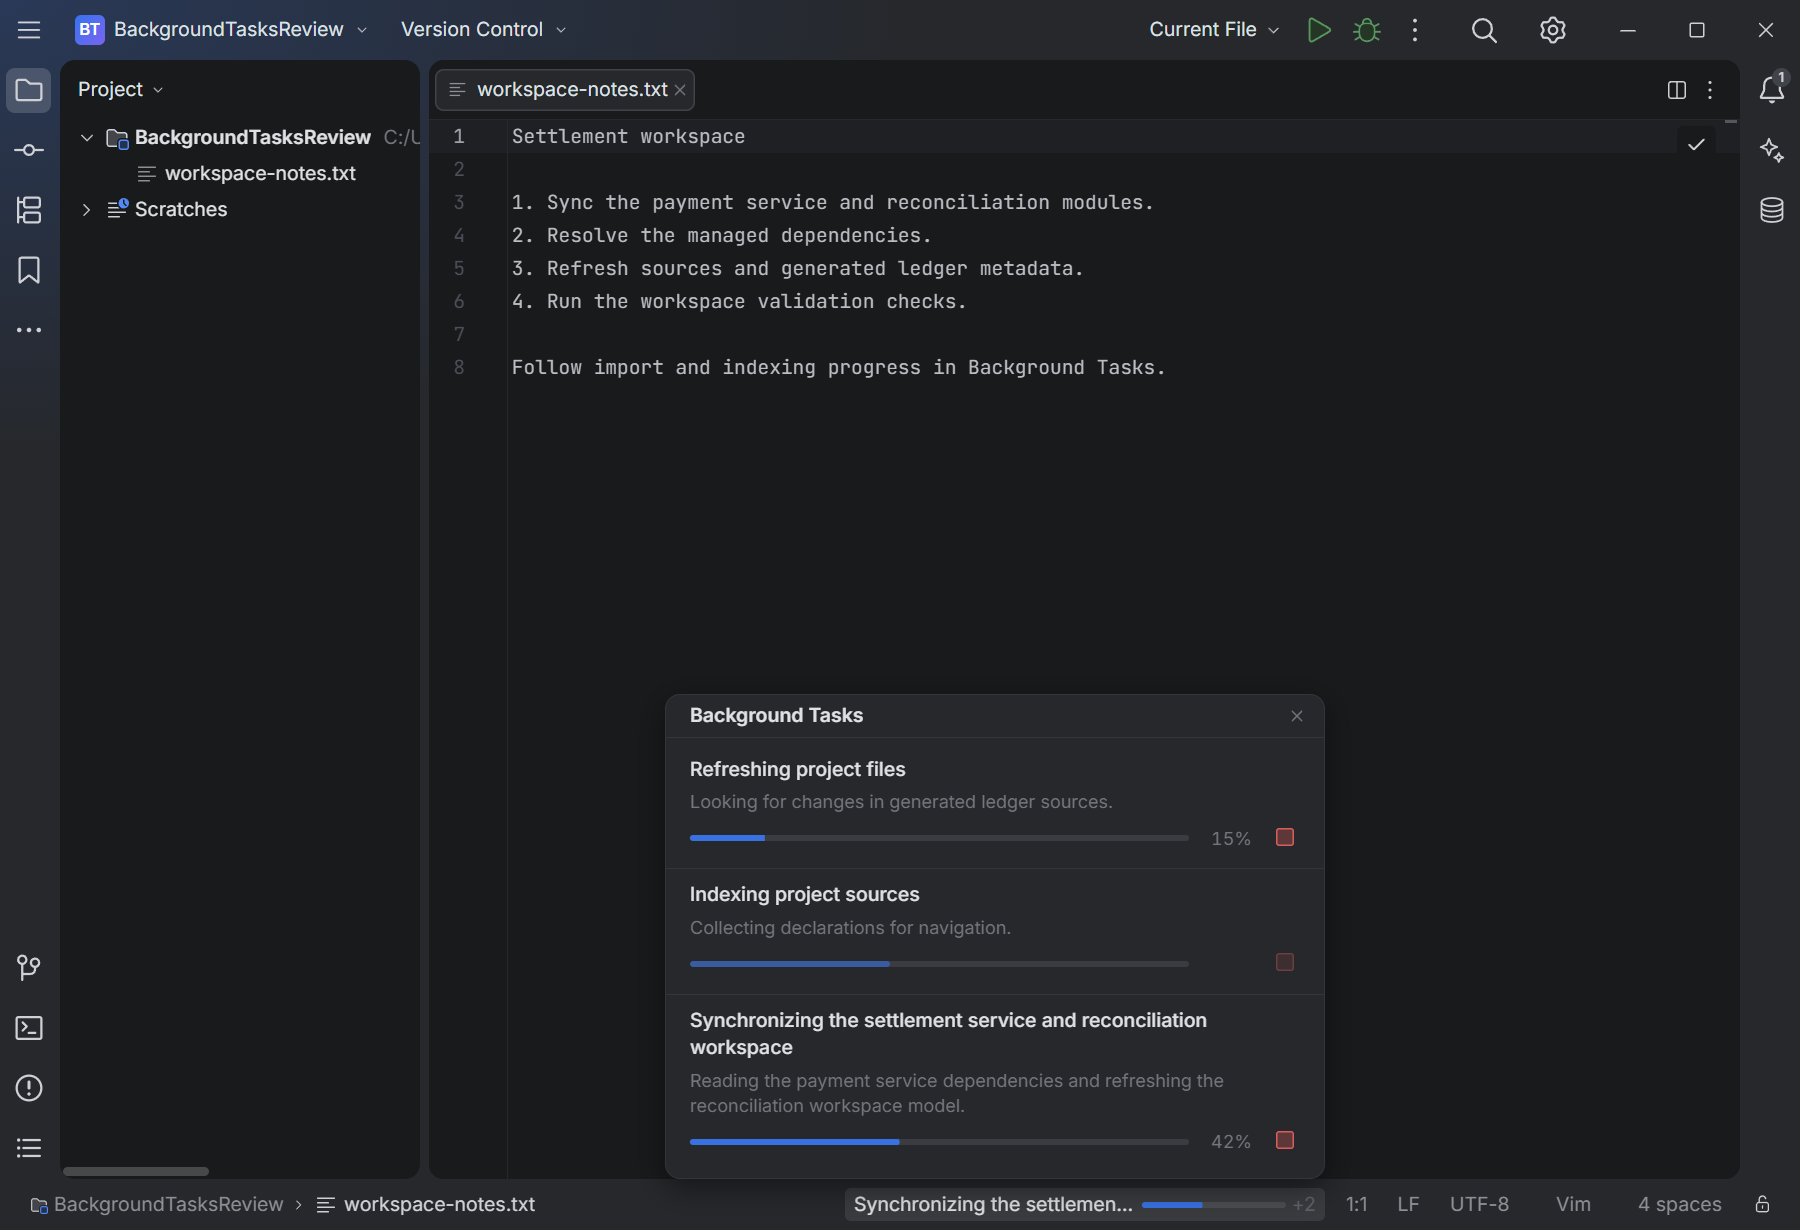 BT BackgroundTasksReview Version Control Current File
Project
workspace-notes.txt
1
BackgroundTasksReview C:/U
workspace-notes.txt
Scratches
1 Settlement workspace
2
3 1. Sync the payment service and reconciliation modules.
4 2. Resolve the managed dependencies.
5 3. Refresh sources and generated ledger metadata.
6 4. Run the workspace validation checks.
7
8 Follow import and indexing progress in Background Tasks.
Background Tasks
Refreshing project files
Looking for changes in generated ledger sources.
15%
Indexing project sources
Collecting declarations for navigation.
Synchronizing the settlement service and reconciliation
workspace
Reading the payment service dependencies and refreshing the
reconciliation workspace model.
42%
BackgroundTasksReview workspace-notes.txt Synchronizing the settlemen... +2 1:1 LF UTF-8 Vim 4 spaces